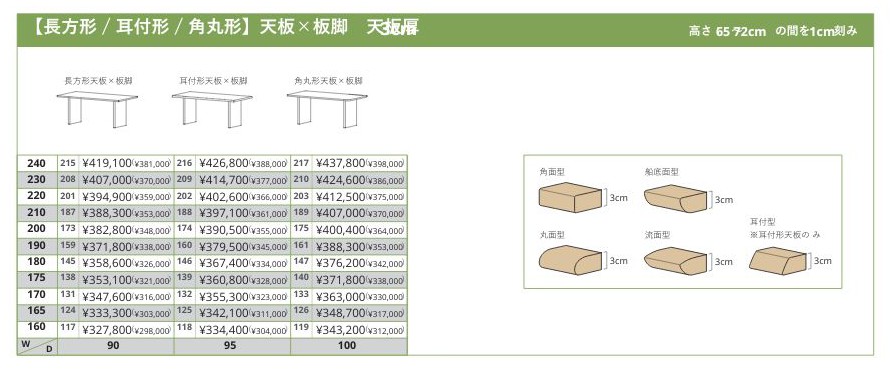 【長方形 / 耳付形 / 角丸形】天板×板脚　天板厚3cm
高さ 65〜72cm の間を1cm刻み
長方形天板×板脚 耳付形天板×板脚 角丸形天板×板脚
240 215 ¥419,100(¥381,000) 216 ¥426,800(¥388,000) 217 ¥437,800(¥398,000)
230 208 ¥407,000(¥370,000) 209 ¥414,700(¥377,000) 210 ¥424,600(¥386,000)
220 201 ¥394,900(¥359,000) 202 ¥402,600(¥366,000) 203 ¥412,500(¥375,000)
210 187 ¥388,300(¥353,000) 188 ¥397,100(¥361,000) 189 ¥407,000(¥370,000)
200 173 ¥382,800(¥348,000) 174 ¥390,500(¥355,000) 175 ¥400,400(¥364,000)
190 159 ¥371,800(¥338,000) 160 ¥379,500(¥345,000) 161 ¥388,300(¥353,000)
180 145 ¥358,600(¥326,000) 146 ¥367,400(¥334,000) 147 ¥376,200(¥342,000)
175 138 ¥353,100(¥321,000) 139 ¥360,800(¥328,000) 140 ¥371,800(¥338,000)
170 131 ¥347,600(¥316,000) 132 ¥355,300(¥323,000) 133 ¥363,000(¥330,000)
165 124 ¥333,300(¥303,000) 125 ¥342,100(¥311,000) 126 ¥348,700(¥317,000)
160 117 ¥327,800(¥298,000) 118 ¥334,400(¥304,000) 119 ¥343,200(¥312,000)
W D 90 95 100
角面型 船底面型
3cm 3cm
耳付型
丸面型 流面型 ※耳付形天板の み
3cm 3cm 3cm